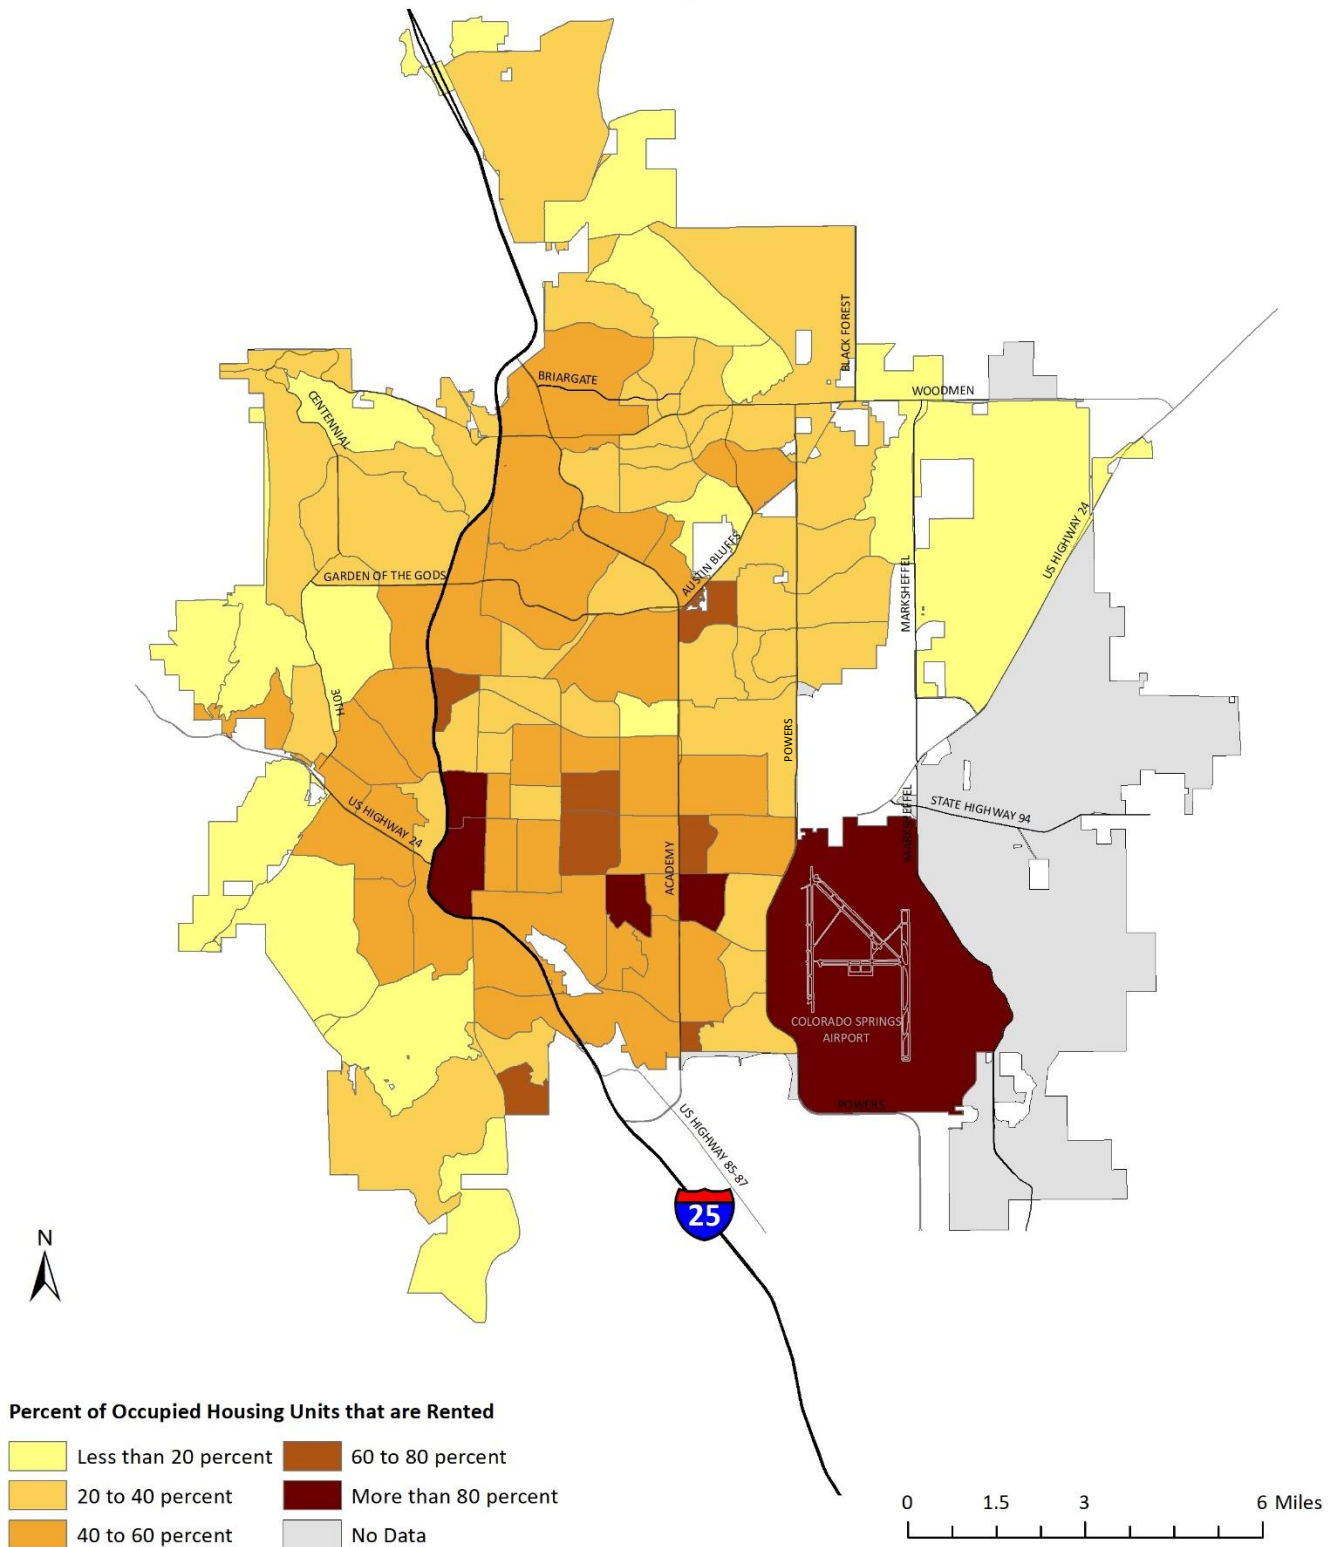 BLACK FOREST
BRIARGATE
WOODMEN
CENTENNIAL
US HIGHWAY 24
AUSTIN BLUFFS
GARDEN OF THE GODS
MARKSHEFFEL
30TH
POWERS
US HIGHWAY 24
STATE HIGHWAY 94
MARKSHEFFEL
ACADEMY
COLORADO SPRINGS
AIRPORT
POWERS
US HIGHWAY 85-87
25
N
Percent of Occupied Housing Units that are Rented
Less than 20 percent
60 to 80 percent
20 to 40 percent
More than 80 percent
40 to 60 percent
No Data
0 1.5 3 6 Miles